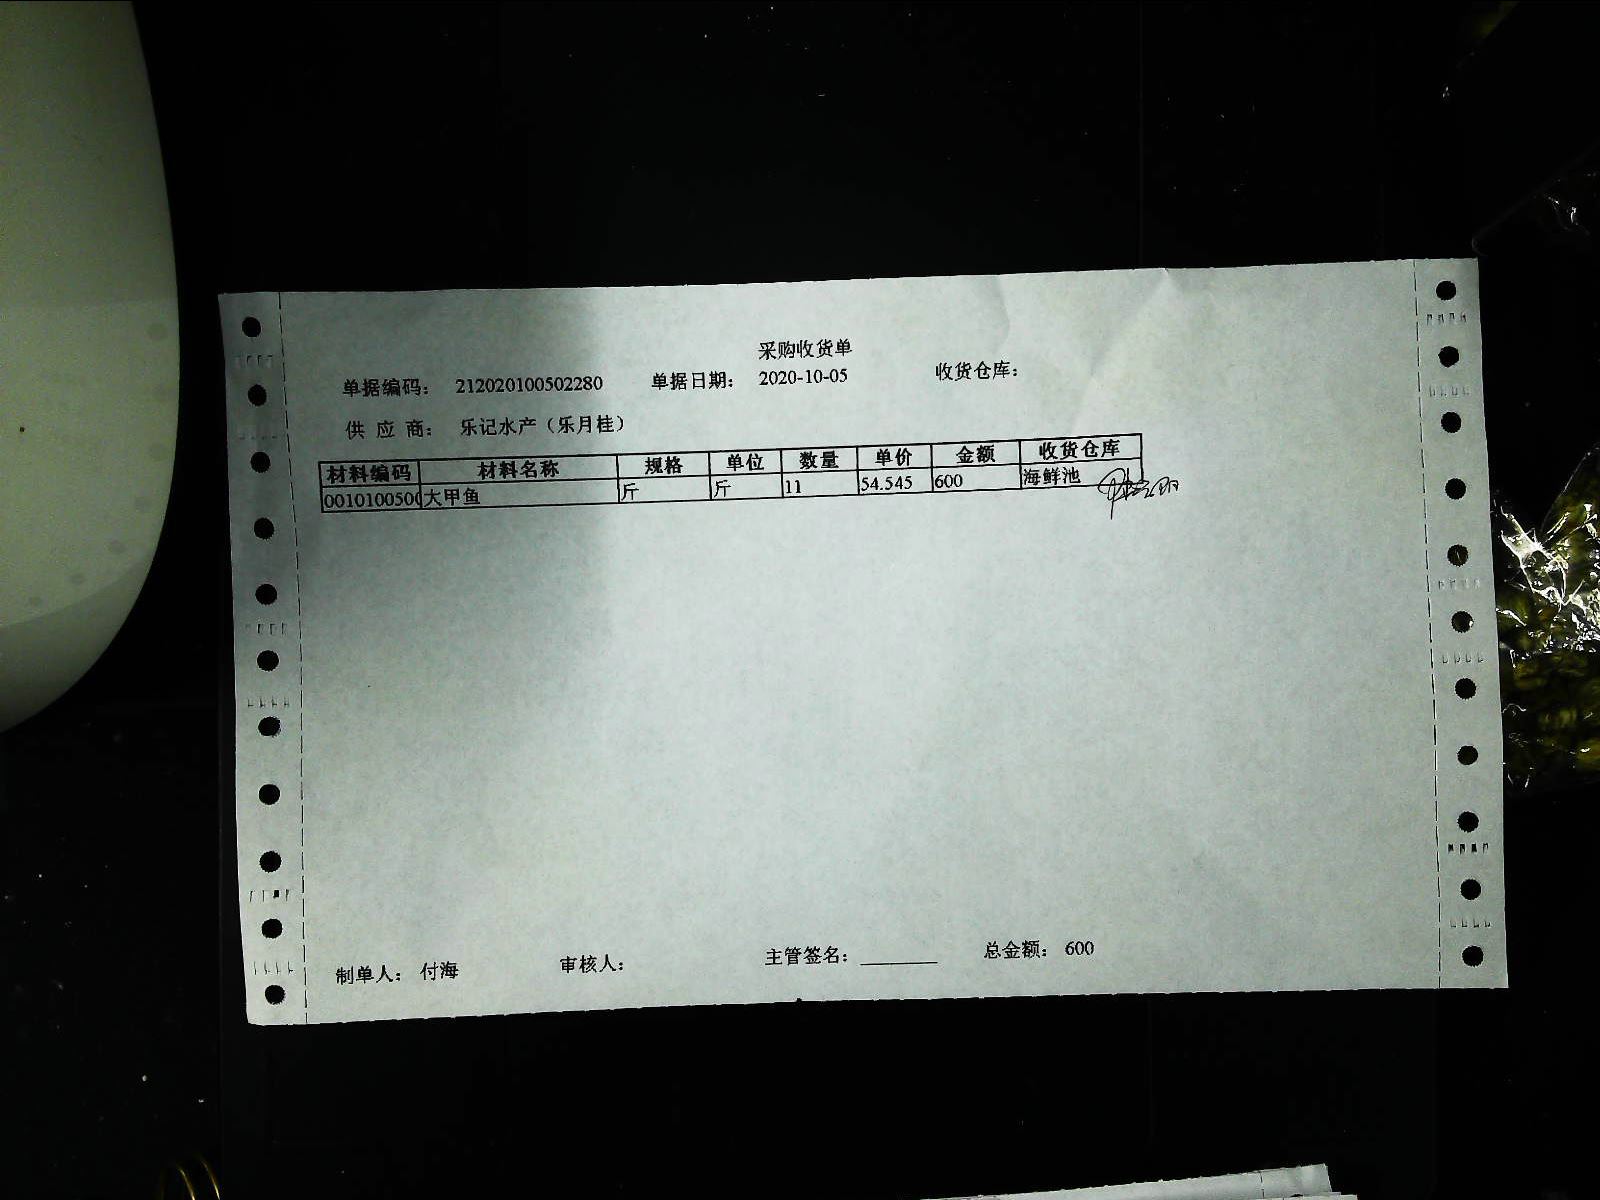 采购收货单
单据编码： 212020100502280 单据日期： 2020-10-05 收货仓库：
供 应 商： 乐记水产（乐月桂）
材料编码 材料名称 规格 单位 数量 单价 金额 收货仓库
0010100500 大甲鱼 斤 斤 11 54.545 600 海鲜池
制单人： 付海 审核人： 主管签名： ________ 总金额： 600